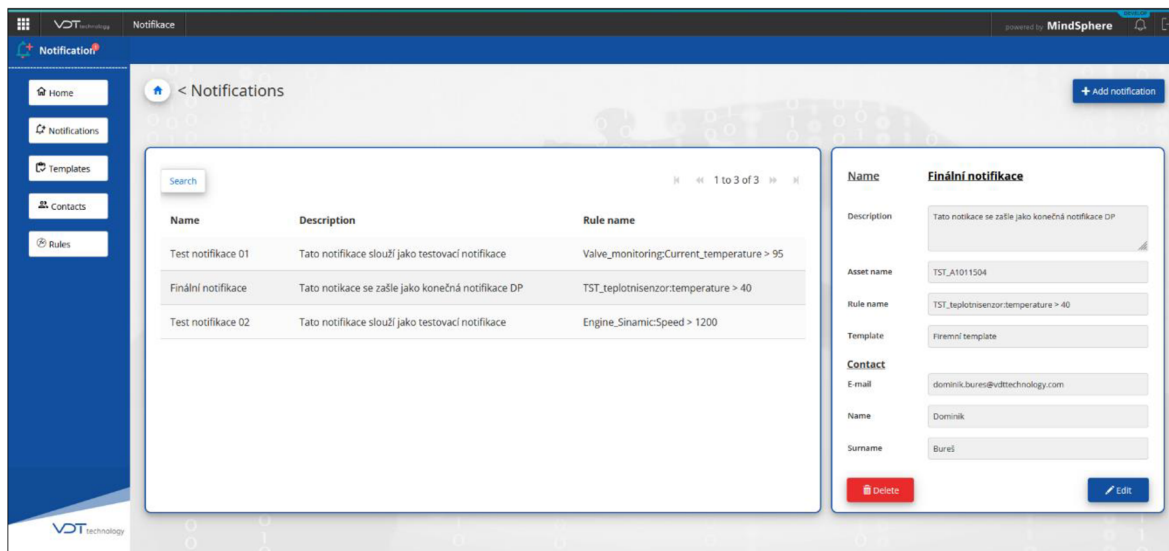 VDT technology
Notifikace
powered by MindSphere
Notification
Home
Notifications
Templates
Contacts
Rules
< Notifications
+ Add notification
Search
1 to 3 of 3
Name Description Rule name
Test notifikace 01 Tato notifikace slouží jako testovací notifikace Valve_monitoring:Current_temperature > 95
Finální notifikace Tato notikace se zašle jako konečná notifikace DP TST_teplotnisenzor:temperature > 40
Test notifikace 02 Tato notifikace slouží jako testovací notifikace Engine_Sinamic:Speed > 1200
Name Finální notifikace
Description Tato notikace se zašle jako konečná notifikace DP
Asset name TST_A1011504
Rule name TST_teplotnisenzor:temperature > 40
Template Firemní template
Contact
E-mail dominik.bures@vdttechnology.com
Name Dominik
Surname Bureš
Delete
Edit
VDT technology